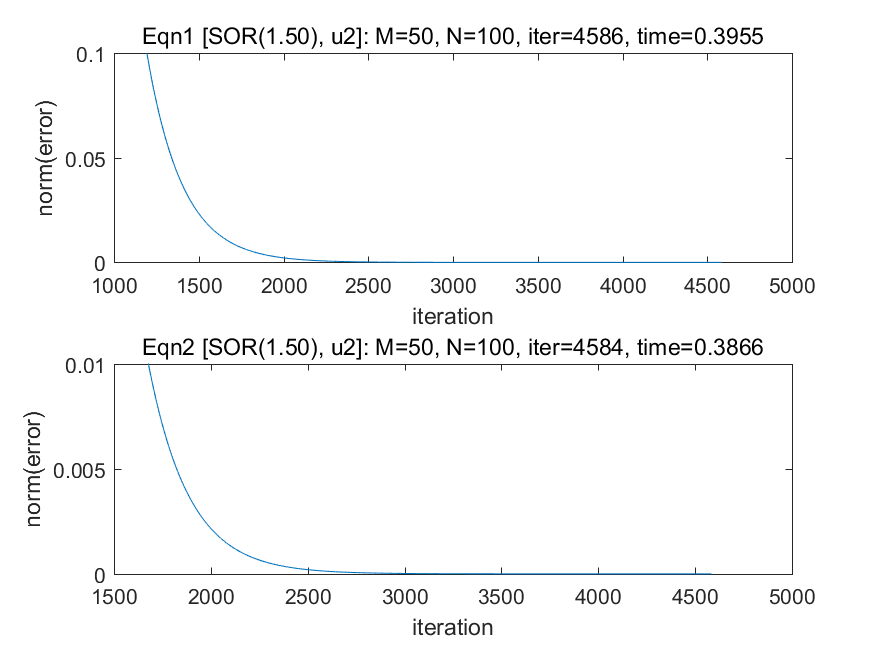 Eqn1 [SOR(1.50), u2]: M=50, N=100, iter=4586, time=0.3955
0.1
0.05
0
norm(error)
1000 1500 2000 2500 3000 3500 4000 4500 5000
iteration
Eqn2 [SOR(1.50), u2]: M=50, N=100, iter=4584, time=0.3866
0.01
0.005
0
norm(error)
1500 2000 2500 3000 3500 4000 4500 5000
iteration